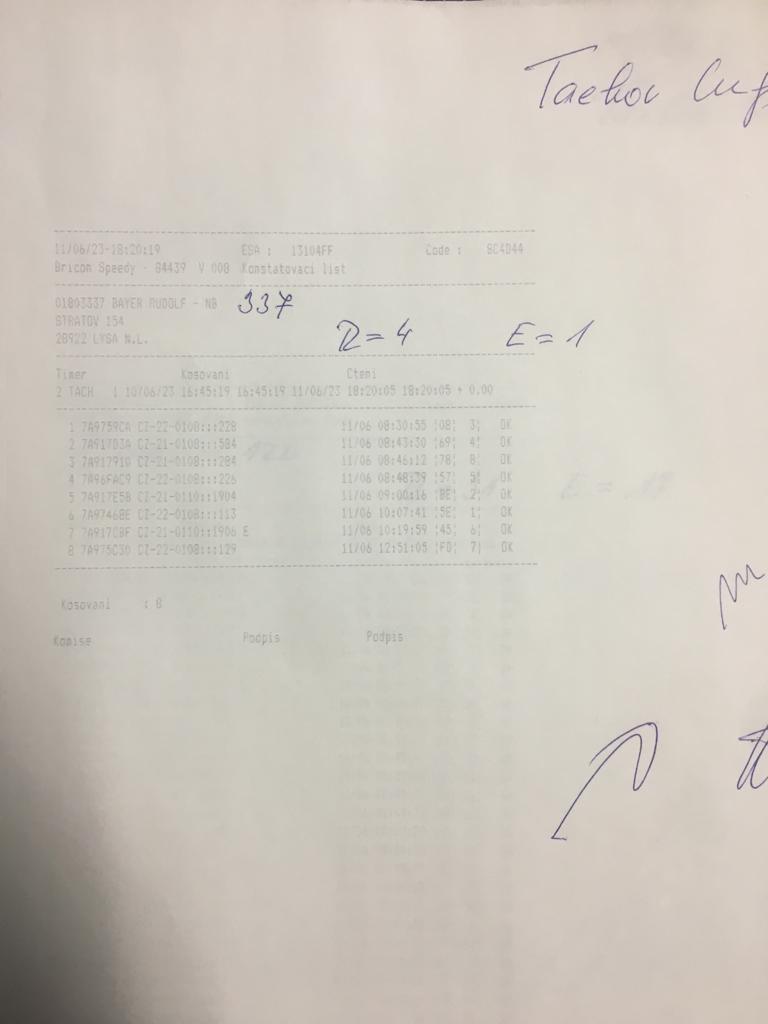 Tachov
11/06/23-18:20:19 ESA : 13104FF Code : 8C4D44
Bricon Speedy - 84439 V 008 Konstatovaci list
01803337 BAYER RUDOLF - NB 337
STRATOV 154
28922 LYSA N.L. R=4 E=1
Timer Kosovani Cteni
2 TACH 1 10/06/23 16:45:19 16:45:19 11/06/23 18:20:05 18:20:05 + 0.00
1 7A9759CA CZ-22-0108:::228 11/06 08:30:55 ¦08¦ 3¦ OK
2 7A917D3A CZ-21-0108:::584 11/06 08:43:30 ¦69¦ 4¦ OK
3 7A917910 CZ-21-0108:::284 11/06 08:46:12 ¦78¦ 8¦ OK
4 7A96FAC9 CZ-22-0108:::226 11/06 08:48:39 ¦57¦ 5¦ OK
5 7A917E5B CZ-21-0110::1904 11/06 09:00:16 ¦BE¦ 2¦ OK
6 7A9746BE CZ-22-0108:::113 11/06 10:07:41 ¦5E¦ 1¦ OK
7 7A917CBF CZ-21-0110::1906 E 11/06 10:19:59 ¦45¦ 6¦ OK
8 7A975C30 CZ-22-0108:::129 11/06 12:51:05 ¦FD¦ 7¦ OK
Kosovani : 8
Komise Podpis Podpis